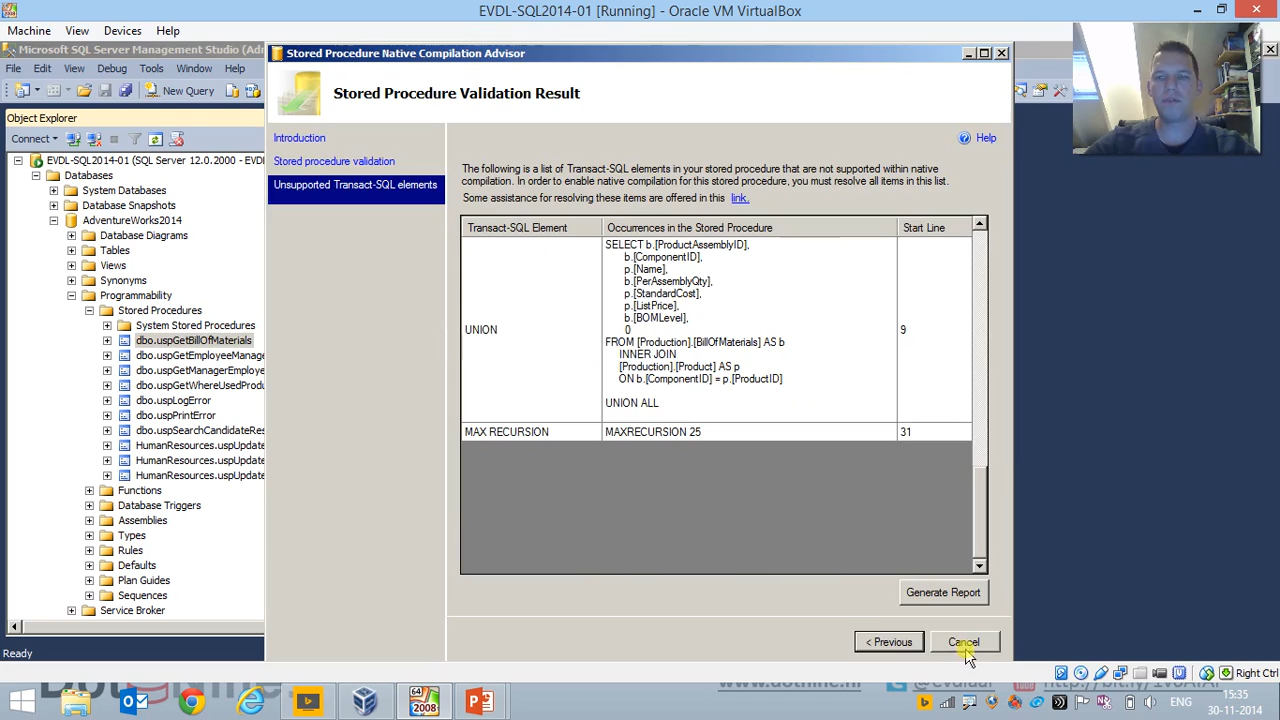 EVDL-SQL2014-01 [Running] - Oracle VM VirtualBox
Machine View Devices Help
Microsoft SQL Server Management Studio (Adm
Stored Procedure Native Compilation Advisor
File Edit View Debug Tools Window Help
New Query
Stored Procedure Validation Result
Object Explorer
Connect
EVDL-SQL2014-01 (SQL Server 12.0.2000 - EVD
Databases
System Databases
Database Snapshots
AdventureWorks2014
Database Diagrams
Tables
Views
Synonyms
Programmability
Stored Procedures
System Stored Procedures
dbo.uspGetBillOfMaterials
dbo.uspGetEmployeeManage
dbo.uspGetManagerEmploye
dbo.uspGetWhereUsedProdu
dbo.uspLogError
dbo.uspPrintError
dbo.uspSearchCandidateRes
HumanResources.uspUpdate
HumanResources.uspUpdate
HumanResources.uspUpdate
Functions
Database Triggers
Assemblies
Types
Rules
Defaults
Plan Guides
Sequences
Service Broker
Ready
Introduction
Stored procedure validation
Unsupported Transact-SQL elements
Help
The following is a list of Transact-SQL elements in your stored procedure that are not supported within native
compilation. In order to enable native compilation for this stored procedure, you must resolve all items in this list.
Some assistance for resolving these items are offered in this link.
Transact-SQL Element Occurrences in the Stored Procedure Start Line
SELECT b.[ProductAssemblyID],
b.[ComponentID],
p.[Name],
b.[PerAssemblyQty],
p.[StandardCost],
p.[ListPrice],
b.[BOMLevel],
UNION 0 9
FROM [Production].[BillOfMaterials] AS b
INNER JOIN
[Production].[Product] AS p
ON b.[ComponentID] = p.[ProductID]
UNION ALL
MAX RECURSION MAXRECURSION 25 31
Generate Report
< Previous Cancel
Right Ctrl
64
2008
ENG
15:35
30-11-2014